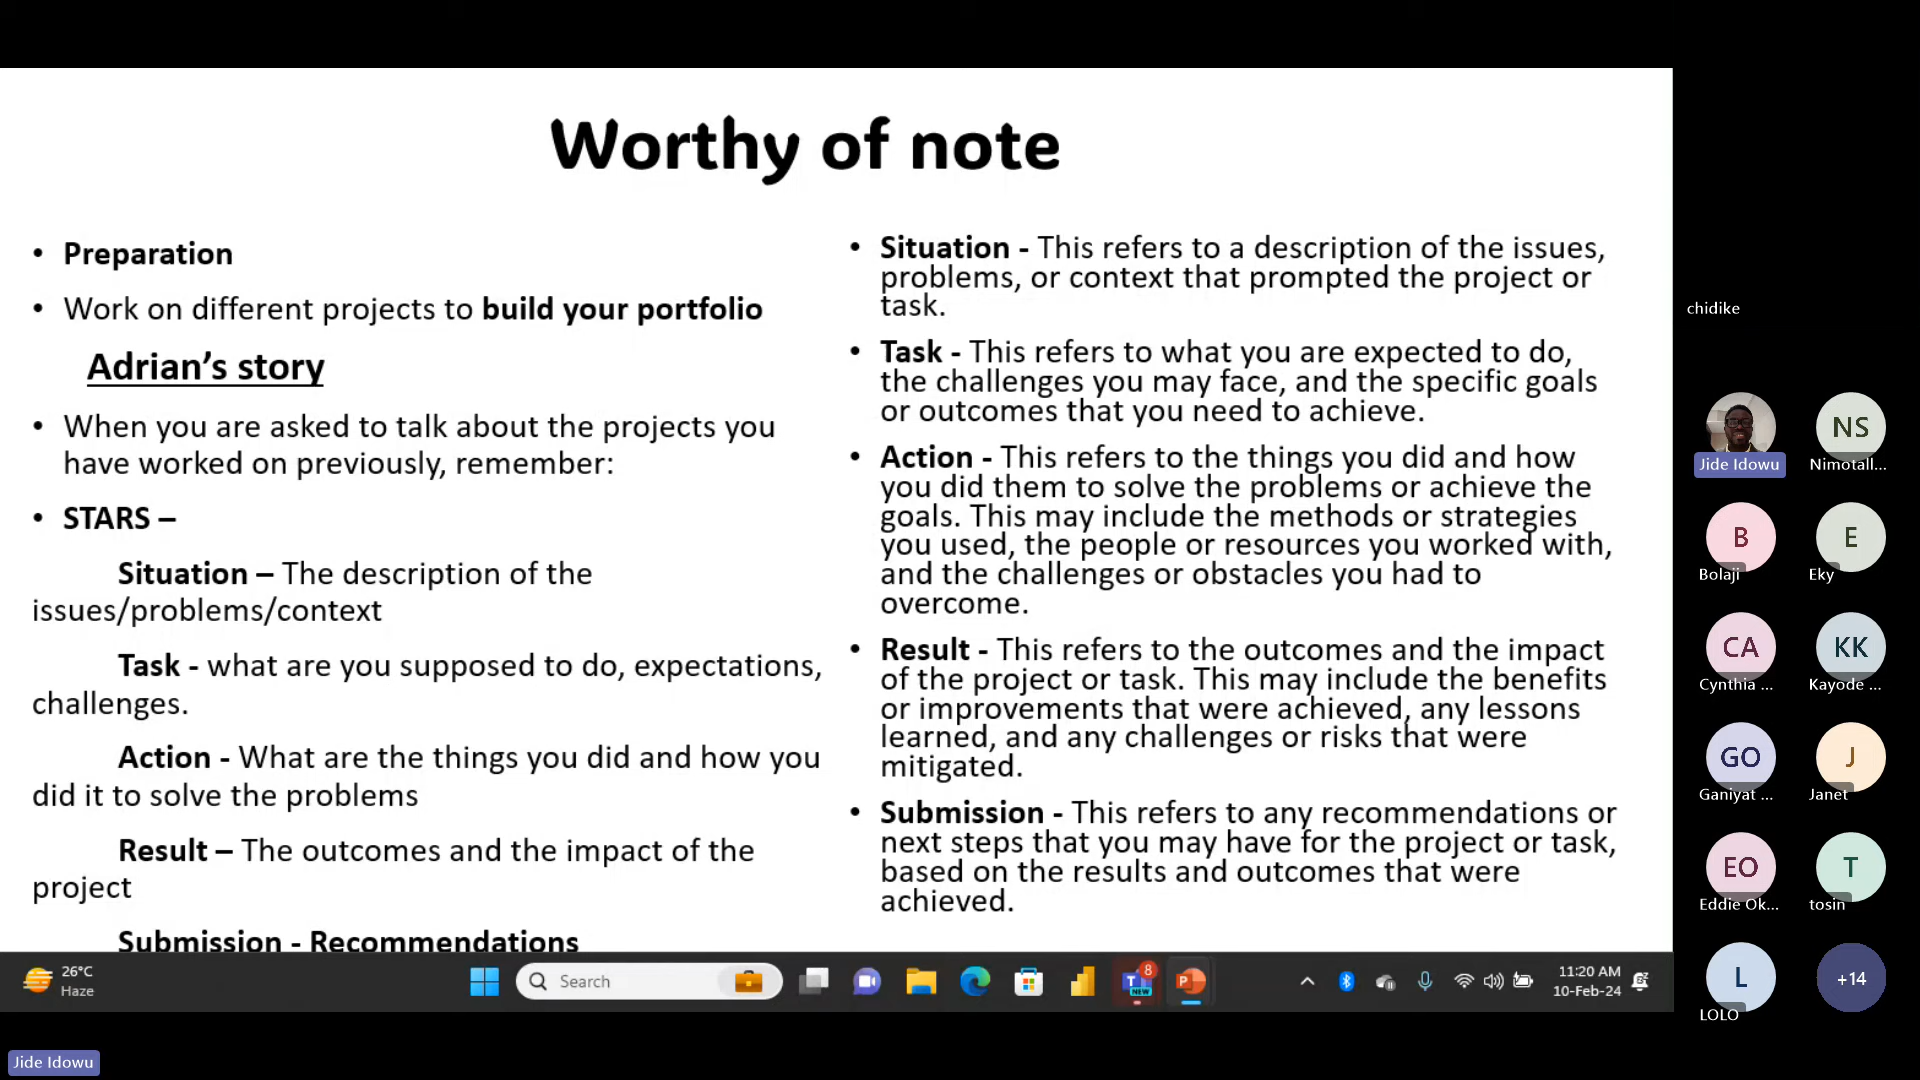 Worthy of note
• Preparation
• Work on different projects to build your portfolio
Adrian’s story
• When you are asked to talk about the projects you
have worked on previously, remember:
• STARS –
Situation – The description of the
issues/problems/context
Task - what are you supposed to do, expectations,
challenges.
Action - What are the things you did and how you
did it to solve the problems
Result – The outcomes and the impact of the
project
Submission - Recommendations
• Situation - This refers to a description of the issues,
problems, or context that prompted the project or
task.
• Task - This refers to what you are expected to do,
the challenges you may face, and the specific goals
or outcomes that you need to achieve.
• Action - This refers to the things you did and how
you did them to solve the problems or achieve the
goals. This may include the methods or strategies
you used, the people or resources you worked with,
and the challenges or obstacles you had to
overcome.
• Result - This refers to the outcomes and the impact
of the project or task. This may include the benefits
or improvements that were achieved, any lessons
learned, and any challenges or risks that were
mitigated.
• Submission - This refers to any recommendations or
next steps that you may have for the project or task,
based on the results and outcomes that were
achieved.
chidike
Jide Idowu
NS
Nimotall...
B
Bolaji
E
Eky
CA
Cynthia ...
KK
Kayode ...
GO
Ganiyat ...
J
Janet
EO
Eddie Ok...
T
tosin
L
LOLO
+14
26°C
Haze
Search
8
NEW
11:20 AM
10-Feb-24
Jide Idowu